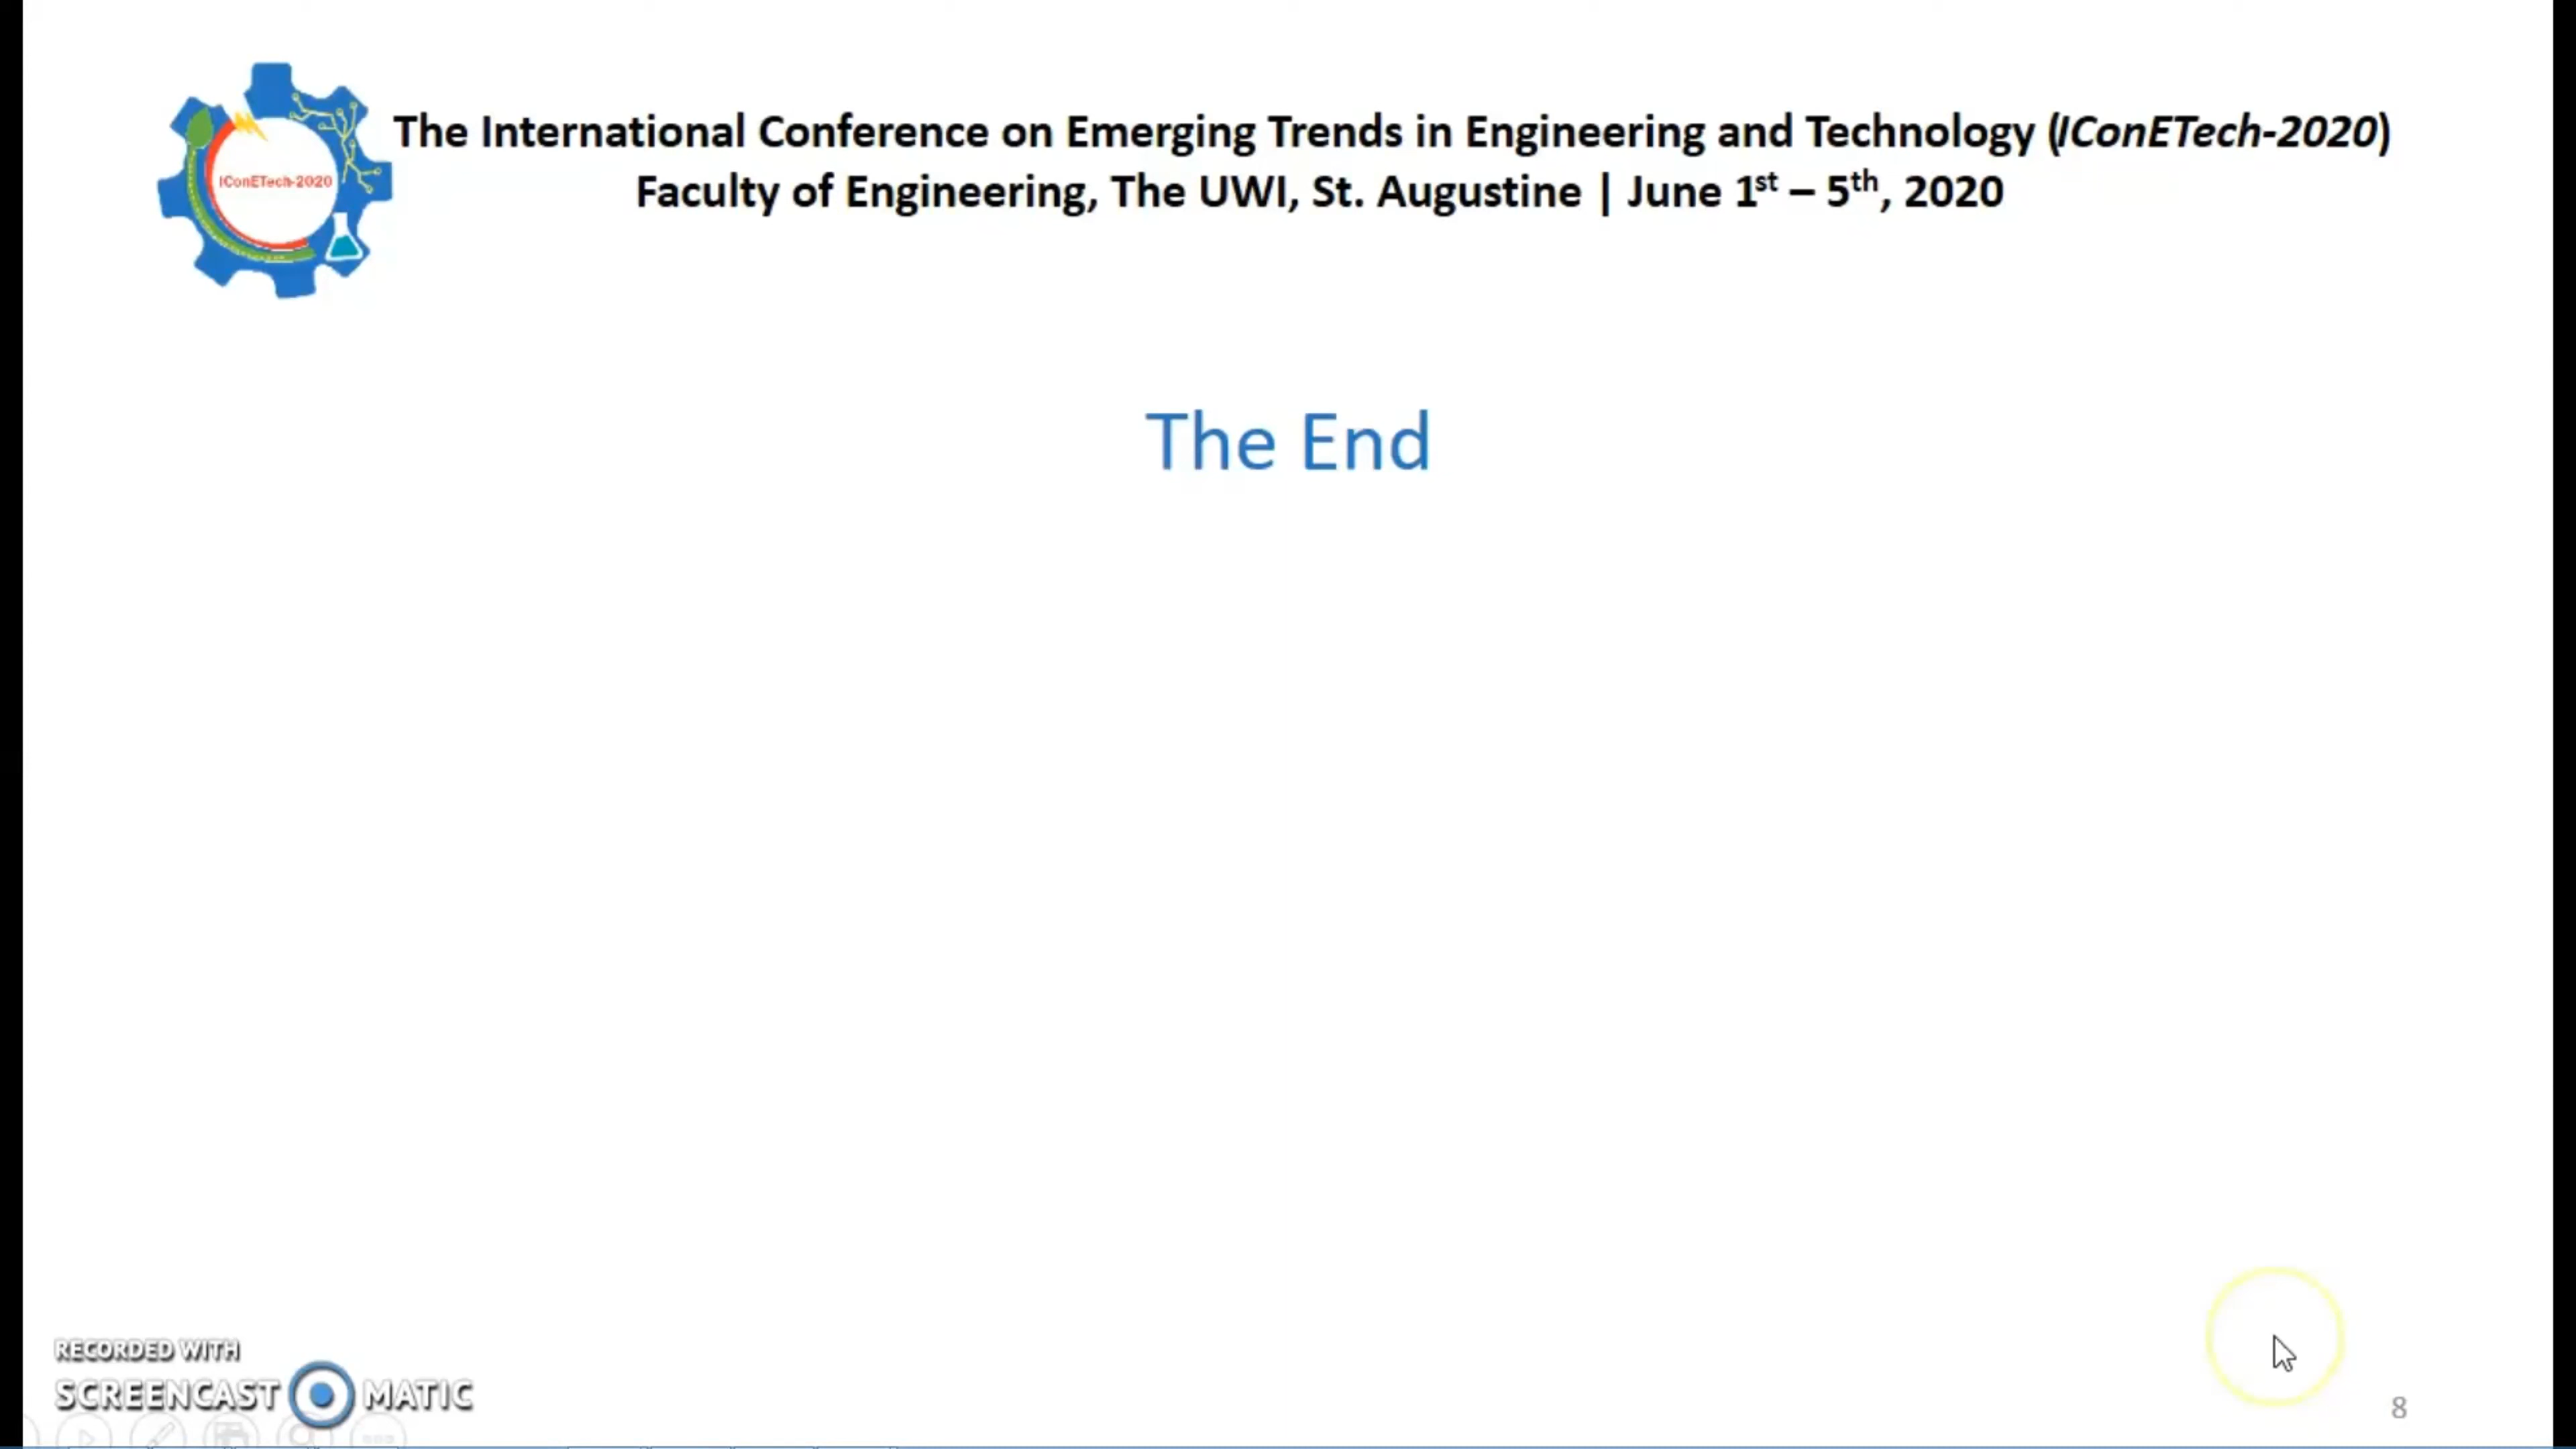 The International Conference on Emerging Trends in Engineering and Technology (IConETech-2020)
Faculty of Engineering, The UWI, St. Augustine | June 1st – 5th, 2020
IConETech-2020
The End
RECORDED WITH
SCREENCAST MATIC
8